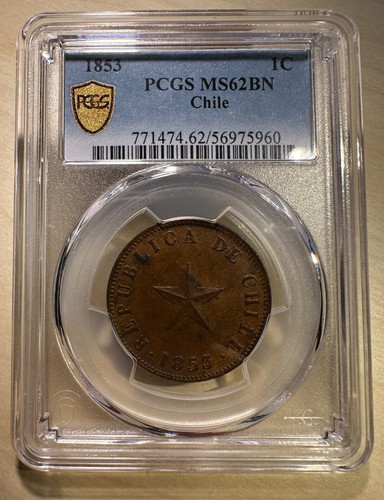 1853 1C
PCGS MS62BN
Chile
PCGS
771474.62/56975960
REPUBLICA DE CHILE
· 1853 ·